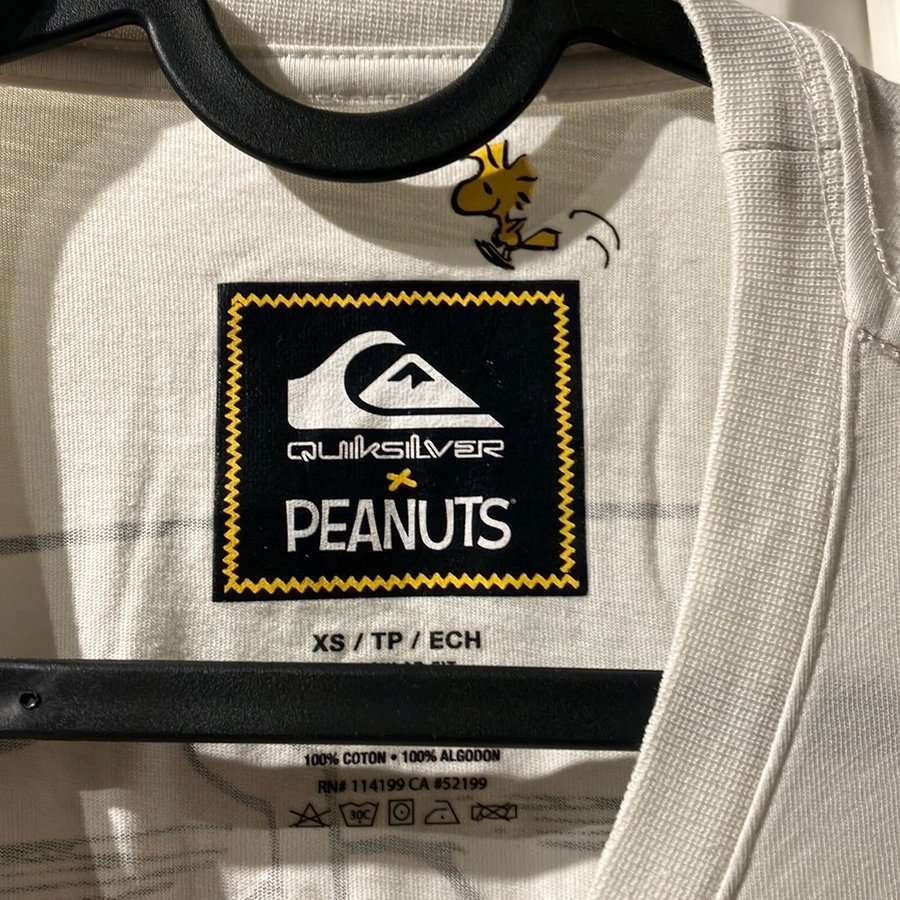 QUIKSILVER
x
PEANUTS
XS / TP / ECH
100% COTON • 100% ALGODON
RN# 114199 CA #52199
30C